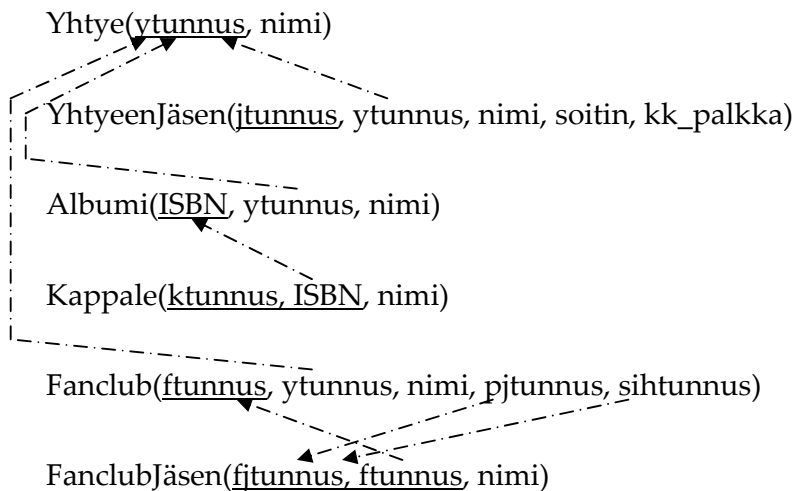 Yhtye(ytunnus, nimi)
YhtyeenJäsen(jtunnus, ytunnus, nimi, soitin, kk_palkka)
Albumi(ISBN, ytunnus, nimi)
Kappale(ktunnus, ISBN, nimi)
Fanclub(ftunnus, ytunnus, nimi, pjtunnus, sihtunnus)
FanclubJäsen(fjtunnus, ftunnus, nimi)